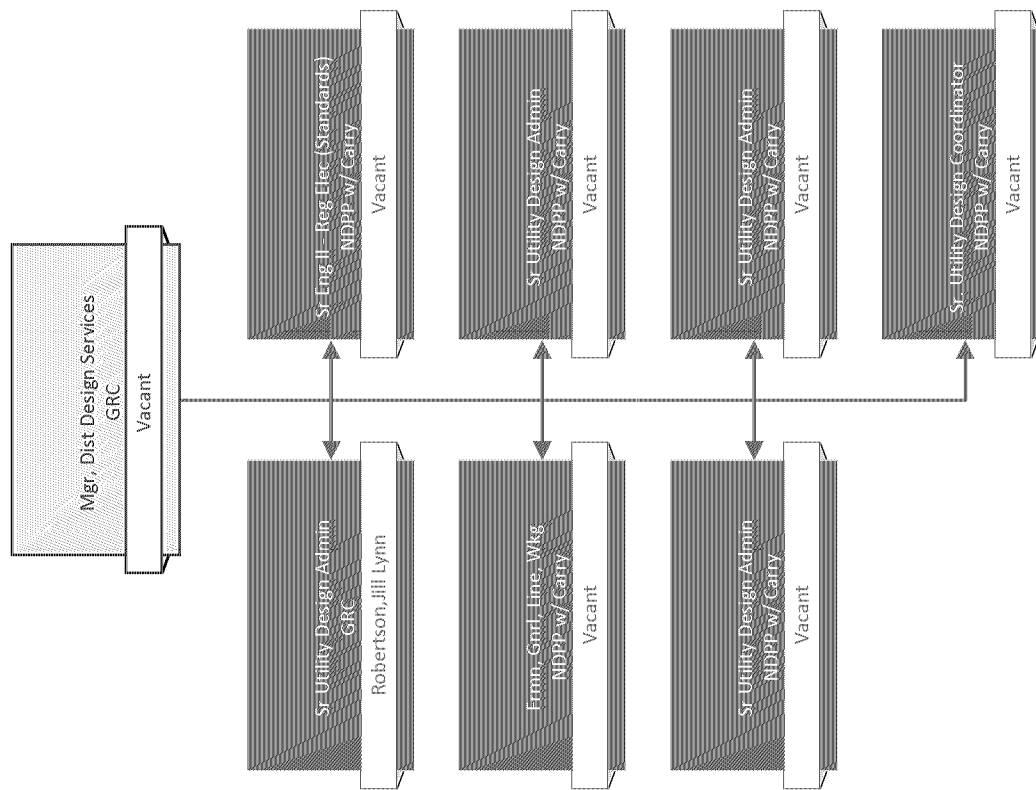 Mgr, Dist Design Services
GRC
Vacant
Sr Utility Design Admin
GRC
Robertson,Jill Lynn
Sr Eng II - Reg Elec (Standards)
NDPP w/ Carry
Vacant
Frmn, Gnrl, Line, Wkg
NDPP w/ Carry
Vacant
Sr Utility Design Admin
NDPP w/ Carry
Vacant
Sr Utility Design Admin
NDPP w/ Carry
Vacant
Sr Utility Design Admin
NDPP w/ Carry
Vacant
Sr. Utility Design Coordinator
NDPP w/ Carry
Vacant